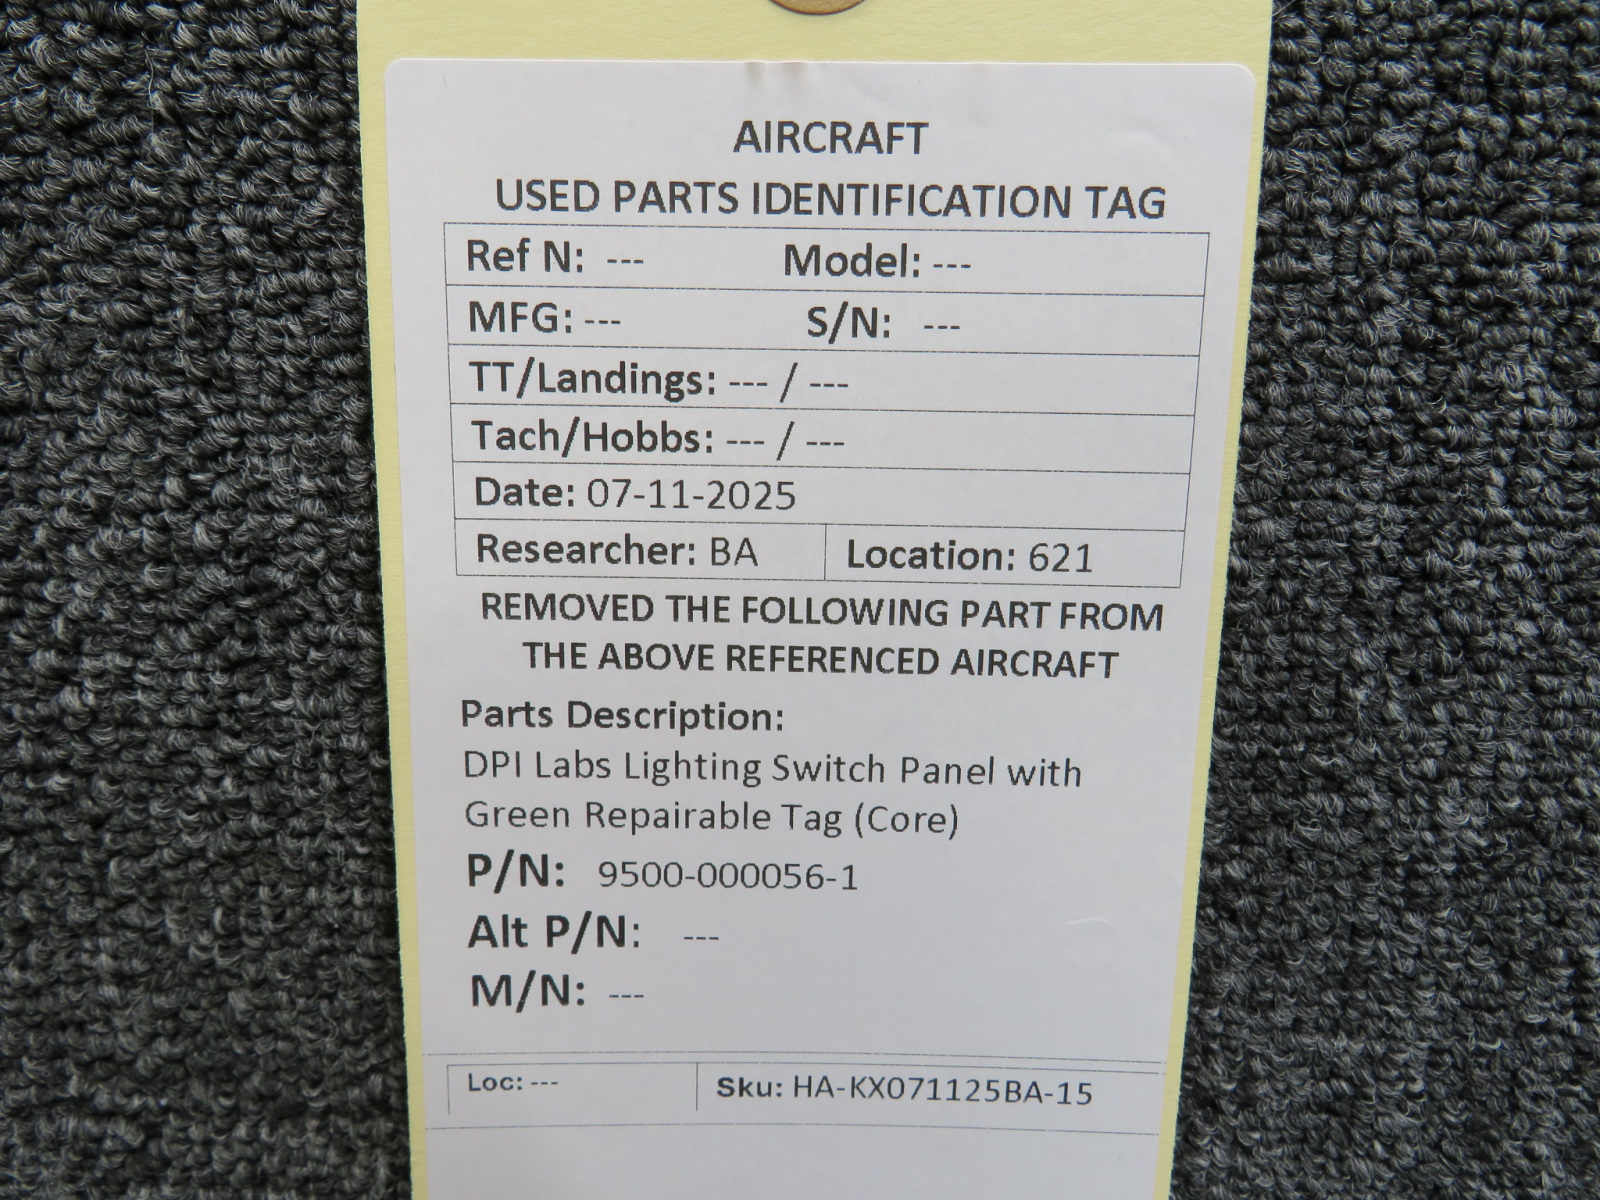 AIRCRAFT
USED PARTS IDENTIFICATION TAG
Ref N: --- Model: ---
MFG: --- S/N: ---
TT/Landings: --- / ---
Tach/Hobbs: --- / ---
Date: 07-11-2025
Researcher: BA Location: 621
REMOVED THE FOLLOWING PART FROM
THE ABOVE REFERENCED AIRCRAFT
Parts Description:
DPI Labs Lighting Switch Panel with
Green Repairable Tag (Core)
P/N: 9500-000056-1
Alt P/N: ---
M/N: ---
Loc: --- Sku: HA-KX071125BA-15